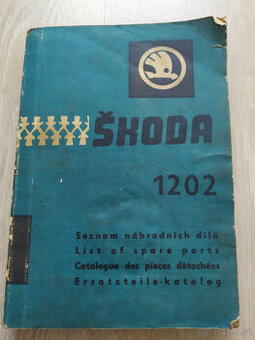 ŠKODA
1202
Seznam náhradních dílů
List of spare parts
Catalogue des pièces détachées
Ersatzteile-katalog